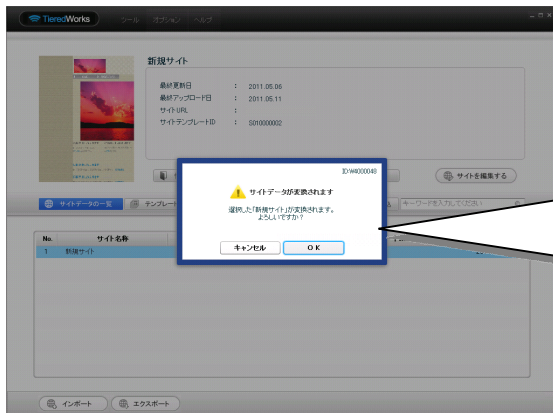 TieredWorks ツール オプション ヘルプ
新規サイト
最終更新日 : 2011.05.06
最終アップロード日 : 2011.05.11
サイトURL :
サイトテンプレートID : S010000002
サイトを編集する
ID:W4000048
サイトデータが変換されます
選択した「新規サイト」が変換されます。
よろしいですか?
キャンセル OK
サイトデータの一覧 テンプレート
キーワードを入力してください
No. サイト名称
1 新規サイト
インポート エクスポート